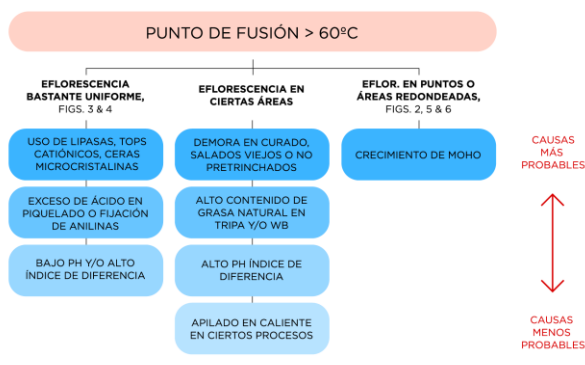 PUNTO DE FUSIÓN > 60ºC
EFLORESCENCIA
BASTANTE UNIFORME,
FIGS. 3 & 4
EFLORESCENCIA EN
CIERTAS ÁREAS
EFLOR. EN PUNTOS O
ÁREAS REDONDEADAS,
FIGS. 2, 5 & 6
USO DE LIPASAS, TOPS
CATIÓNICOS, CERAS
MICROCRISTALINAS
DEMORA EN CURADO,
SALADOS VIEJOS O NO
PRETRINCHADOS
CRECIMIENTO DE MOHO
CAUSAS
MÁS
PROBABLES
EXCESO DE ÁCIDO EN
PIQUELADO O FIJACIÓN
DE ANILINAS
ALTO CONTENIDO DE
GRASA NATURAL EN
TRIPA Y/O WB
BAJO PH Y/O ALTO
ÍNDICE DE DIFERENCIA
ALTO PH ÍNDICE DE
DIFERENCIA
APILADO EN CALIENTE
EN CIERTOS PROCESOS
CAUSAS
MENOS
PROBABLES